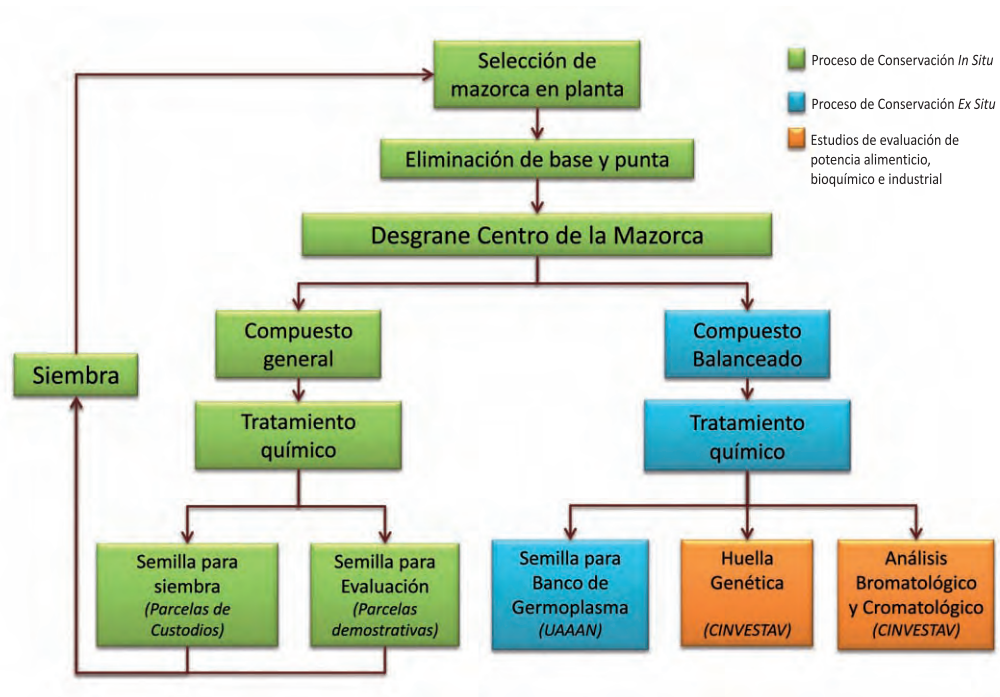 Selección de
mazorca en planta
Proceso de Conservación In Situ
Proceso de Conservación Ex Situ
Estudios de evaluación de
potencia alimenticio,
bioquímico e industrial
Eliminación de base y punta
Desgrane Centro de la Mazorca
Compuesto
general
Compuesto
Balanceado
Siembra
Tratamiento
químico
Tratamiento
químico
Semilla para
siembra
(Parcelas de
Custodios)
Semilla para
Evaluación
(Parcelas
demostrativas)
Semilla para
Banco de
Germoplasma
(UAAAN)
Huella
Genética
(CINVESTAV)
Análisis
Bromatológico
y Cromatológico
(CINVESTAV)